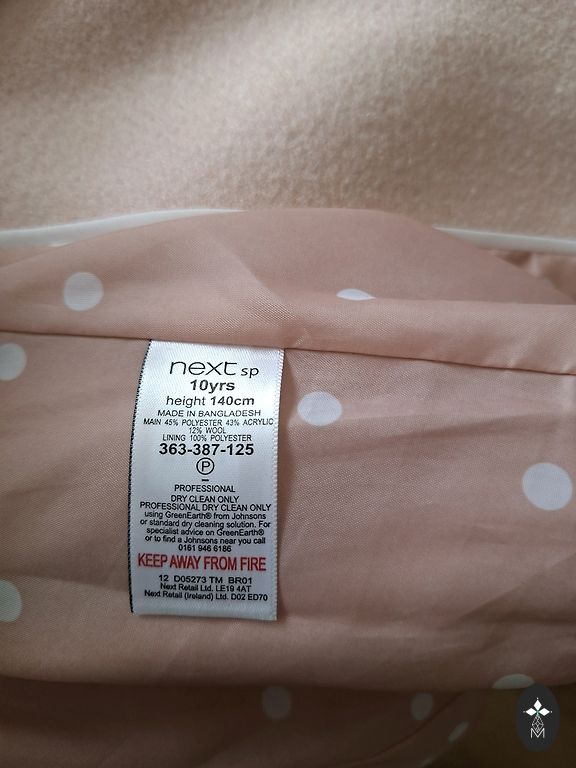 next sp
10yrs
height 140cm
MADE IN BANGLADESH
MAIN 45% POLYESTER 43% ACRYLIC
12% WOOL
LINING 100% POLYESTER
363-387-125
P
PROFESSIONAL
DRY CLEAN ONLY
PROFESSIONAL DRY CLEAN ONLY
using GreenEarth® from Johnsons
or standard dry cleaning solution. For
specialist advice on GreenEarth®
or to find a Johnsons near you call
0161 946 6186
KEEP AWAY FROM FIRE
12 D05273 TM BR01
Next Retail Ltd. LE19 4AT
Next Retail (Ireland) Ltd. D02 ED70
M